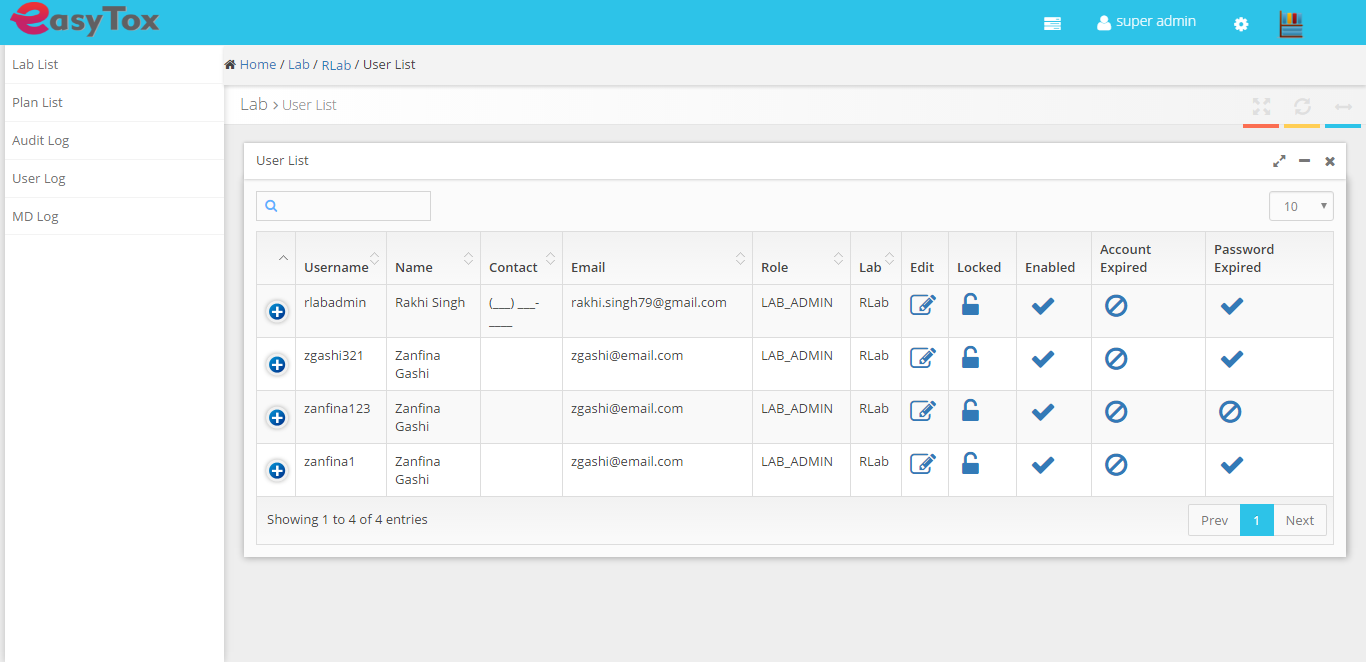 easyTox
super admin
Lab List
Plan List
Audit Log
User Log
MD Log
Home / Lab / RLab / User List
Lab › User List
User List
10
Username Name Contact Email Role Lab Edit Locked Enabled Account Expired Password Expired
rlabadmin Rakhi Singh (___) ___-____ rakhi.singh79@gmail.com LAB_ADMIN RLab
zgashi321 Zanfina Gashi zgashi@email.com LAB_ADMIN RLab
zanfina123 Zanfina Gashi zgashi@email.com LAB_ADMIN RLab
zanfina1 Zanfina Gashi zgashi@email.com LAB_ADMIN RLab
Showing 1 to 4 of 4 entries
Prev 1 Next